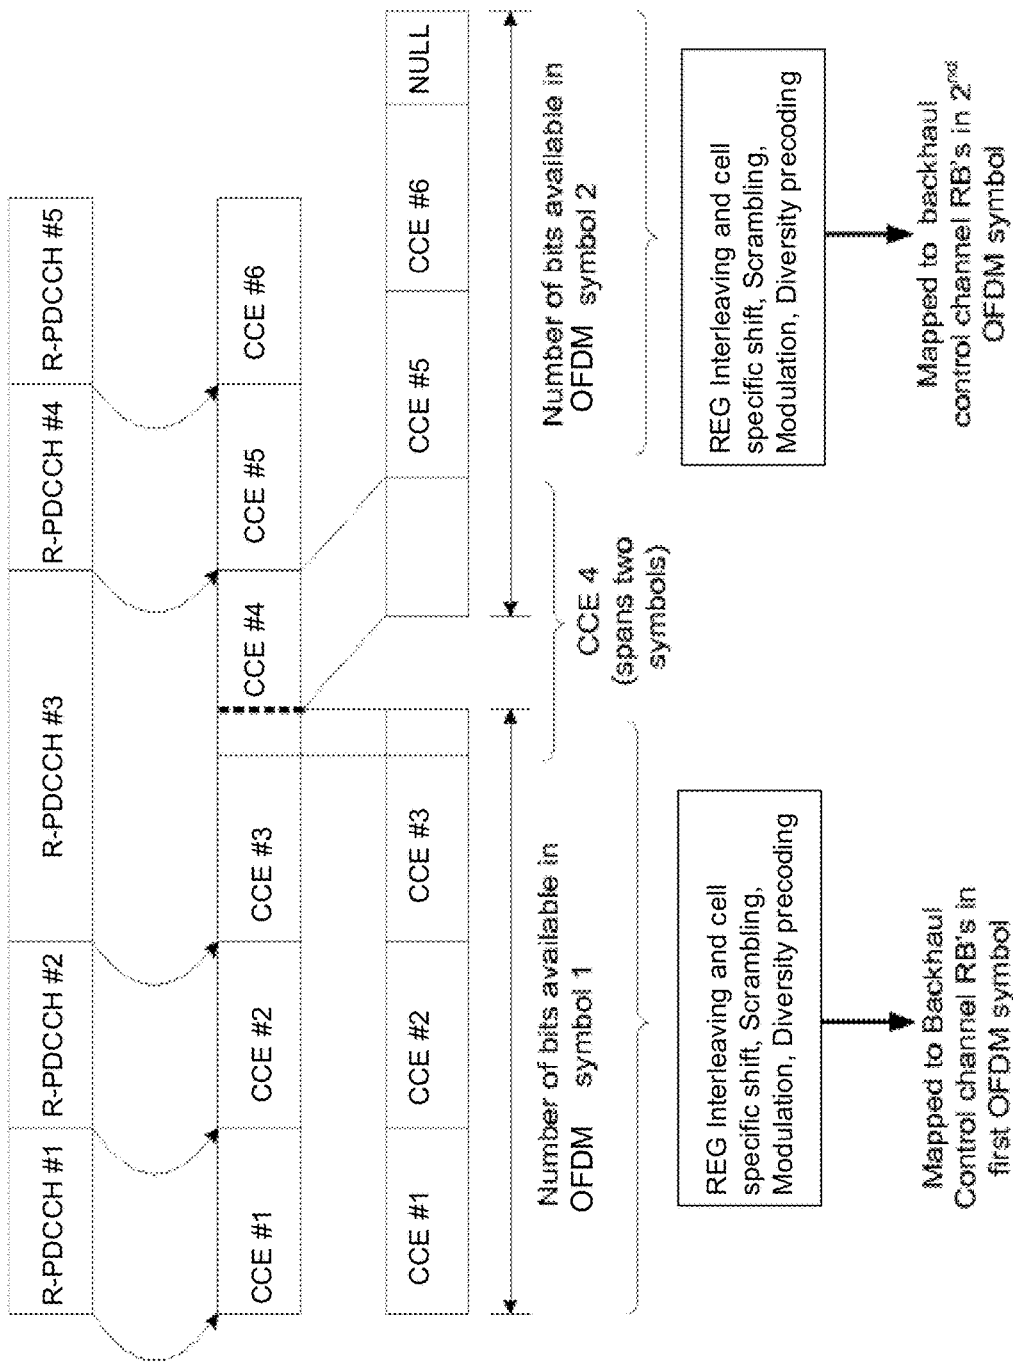 R-PDCCH #1
R-PDCCH #2
R-PDCCH #3
R-PDCCH #4
R-PDCCH #5
CCE #1
CCE #2
CCE #3
CCE #4
CCE #5
CCE #6
CCE #1
CCE #2
CCE #3
CCE #5
CCE #6
NULL
Number of bits available in
OFDM symbol 1
Number of bits available in
OFDM symbol 2
CCE 4
(spans two
symbols)
REG Interleaving and cell
specific shift, Scrambling,
Modulation, Diversity precoding
REG Interleaving and cell
specific shift, Scrambling,
Modulation, Diversity precoding
Mapped to Backhaul
Control channel RB's in
first OFDM symbol
Mapped to backhaul
control channel RB's in 2nd
OFDM symbol